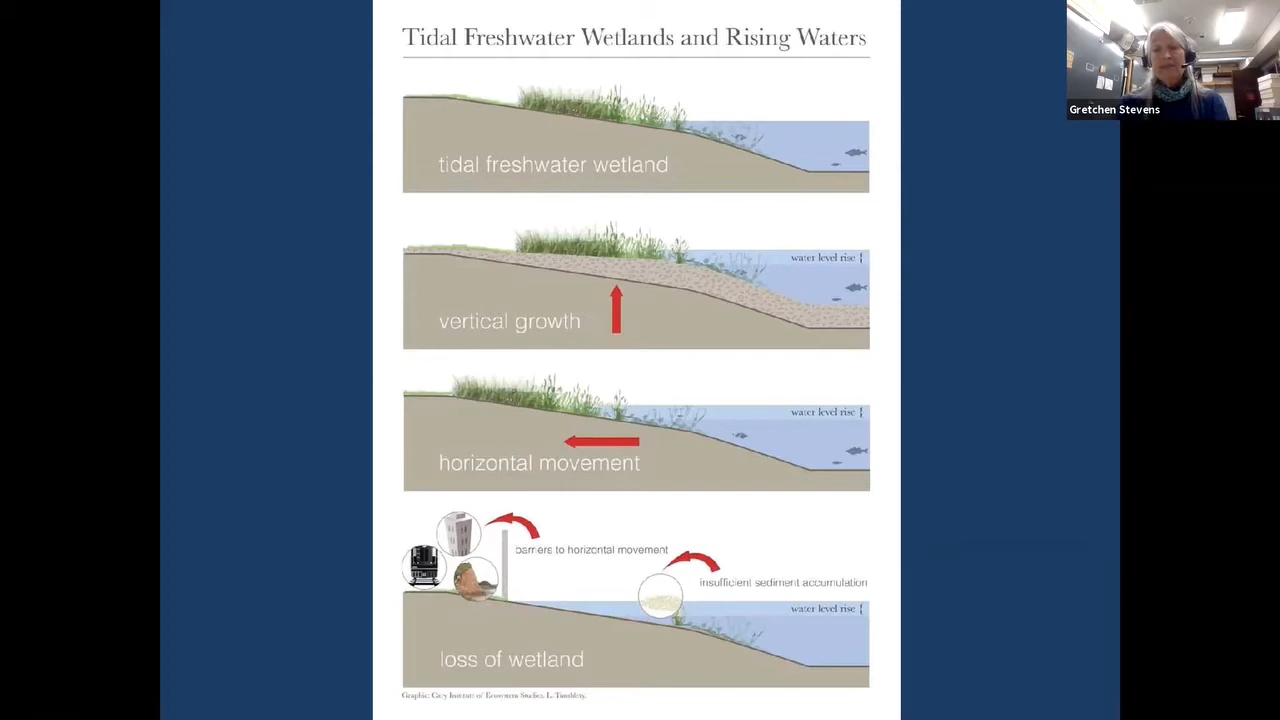 Tidal Freshwater Wetlands and Rising Waters
Gretchen Stevens
tidal freshwater wetland
water level rise
vertical growth
water level rise
horizontal movement
barriers to horizontal movement
insufficient sediment accumulation
water level rise
loss of wetland
Graphic: Cary Institute of Ecosystem Studies. L.